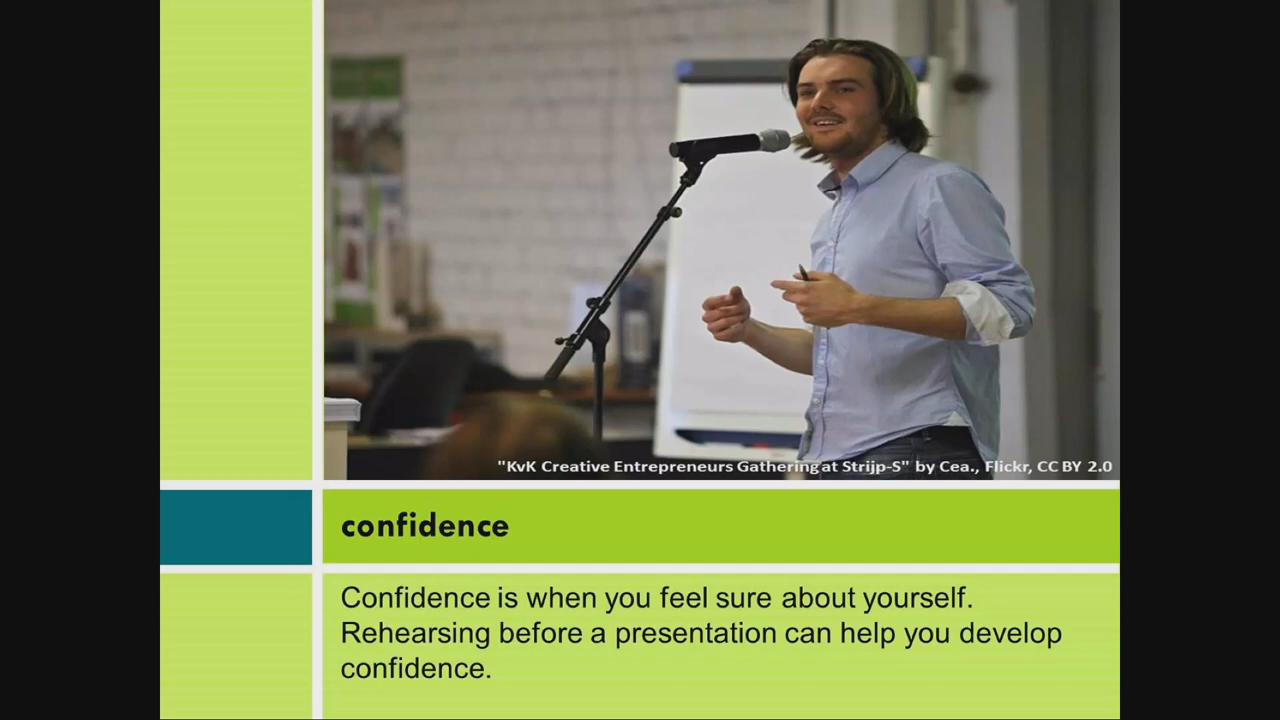 "KvK Creative Entrepreneurs Gathering at Strijp-S" by Cea., Flickr, CC BY 2.0
confidence
Confidence is when you feel sure about yourself.
Rehearsing before a presentation can help you develop
confidence.